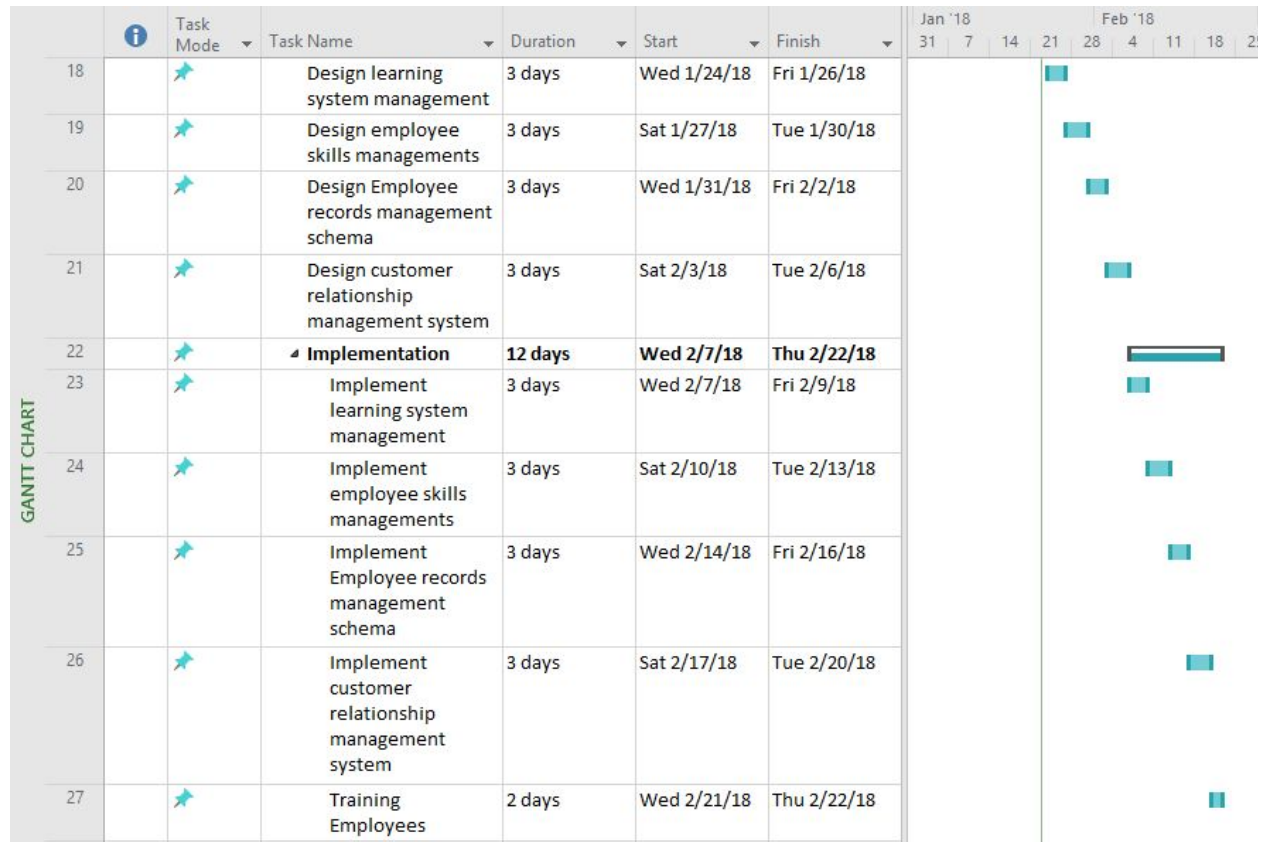 Jan '18 Feb '18
Task Mode Task Name Duration Start Finish 31 7 14 21 28 4 11 18
18 Design learning 3 days Wed 1/24/18 Fri 1/26/18
system management
19 Design employee 3 days Sat 1/27/18 Tue 1/30/18
skills managements
20 Design Employee 3 days Wed 1/31/18 Fri 2/2/18
records management
schema
21 Design customer 3 days Sat 2/3/18 Tue 2/6/18
relationship
management system
22 Implementation 12 days Wed 2/7/18 Thu 2/22/18
23 Implement 3 days Wed 2/7/18 Fri 2/9/18
learning system
management
24 Implement 3 days Sat 2/10/18 Tue 2/13/18
employee skills
managements
25 Implement 3 days Wed 2/14/18 Fri 2/16/18
Employee records
management
schema
26 Implement 3 days Sat 2/17/18 Tue 2/20/18
customer
relationship
management
system
27 Training 2 days Wed 2/21/18 Thu 2/22/18
Employees
GANTT CHART